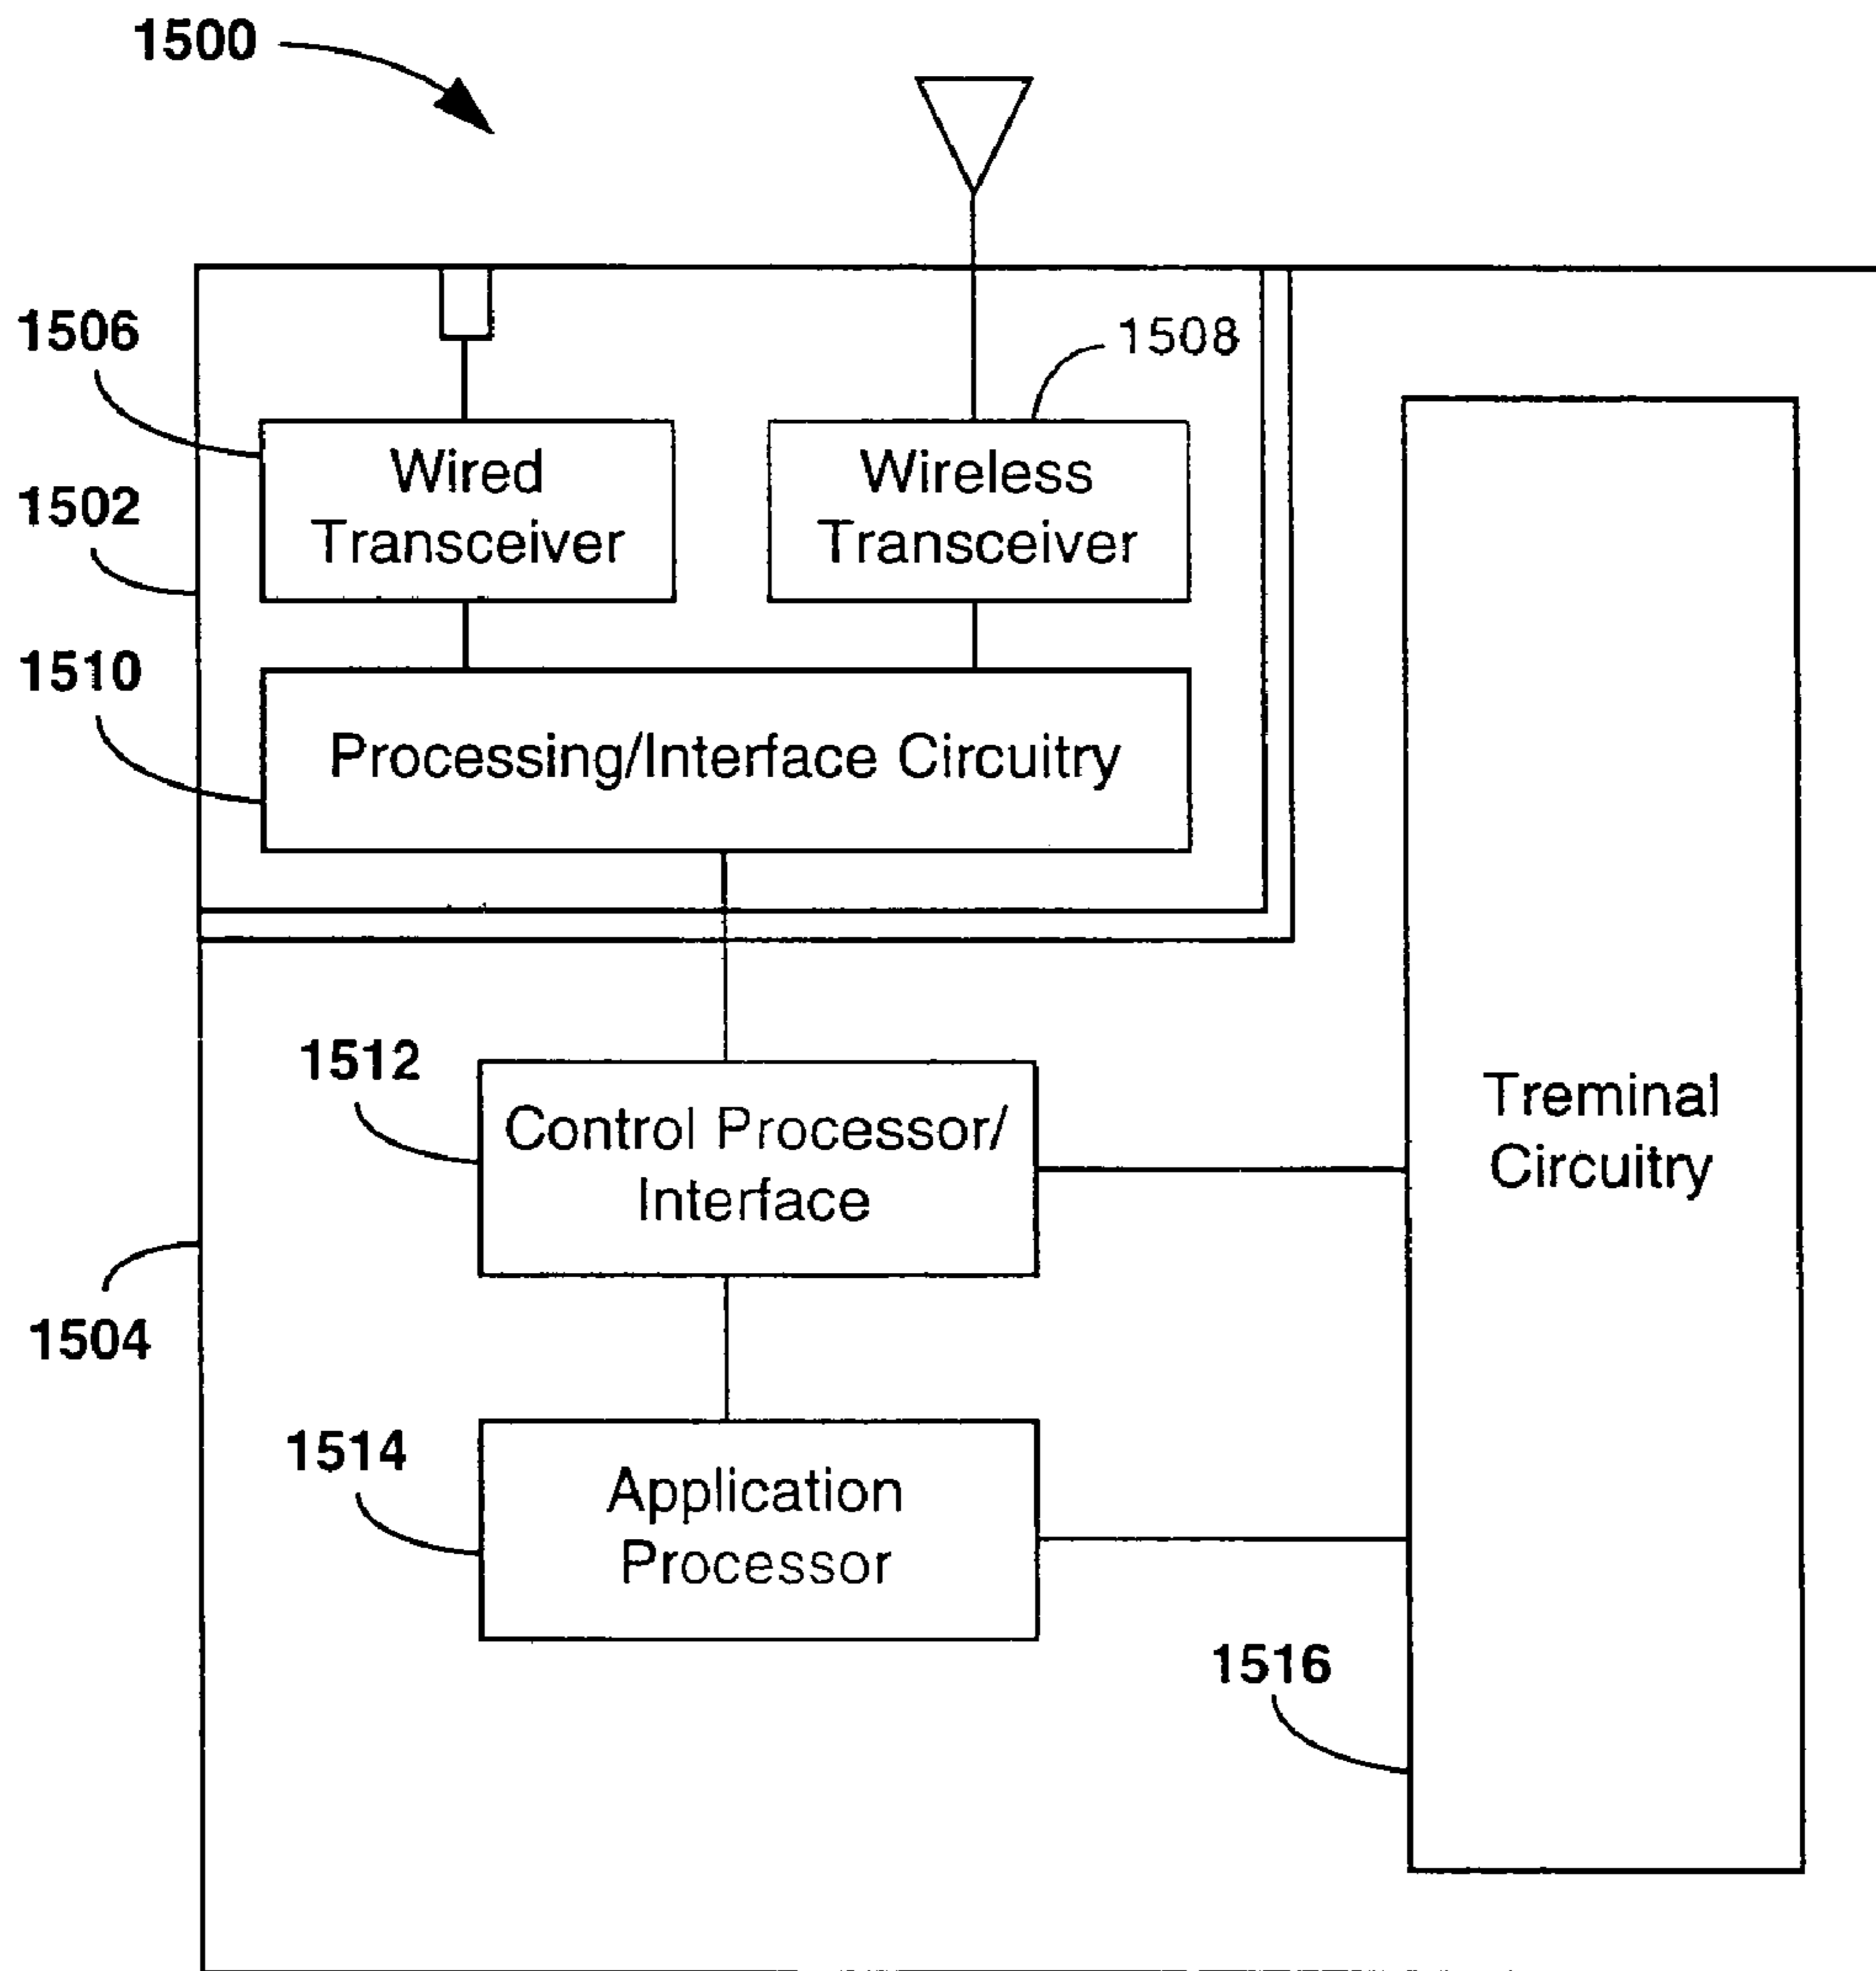 1500
1506
1508
Wired
Transceiver
Wireless
Transceiver
1502
1510
Processing/Interface Circuitry
1512
Control Processor/
Interface
Treminal
Circuitry
1504
1514
Application
Processor
1516